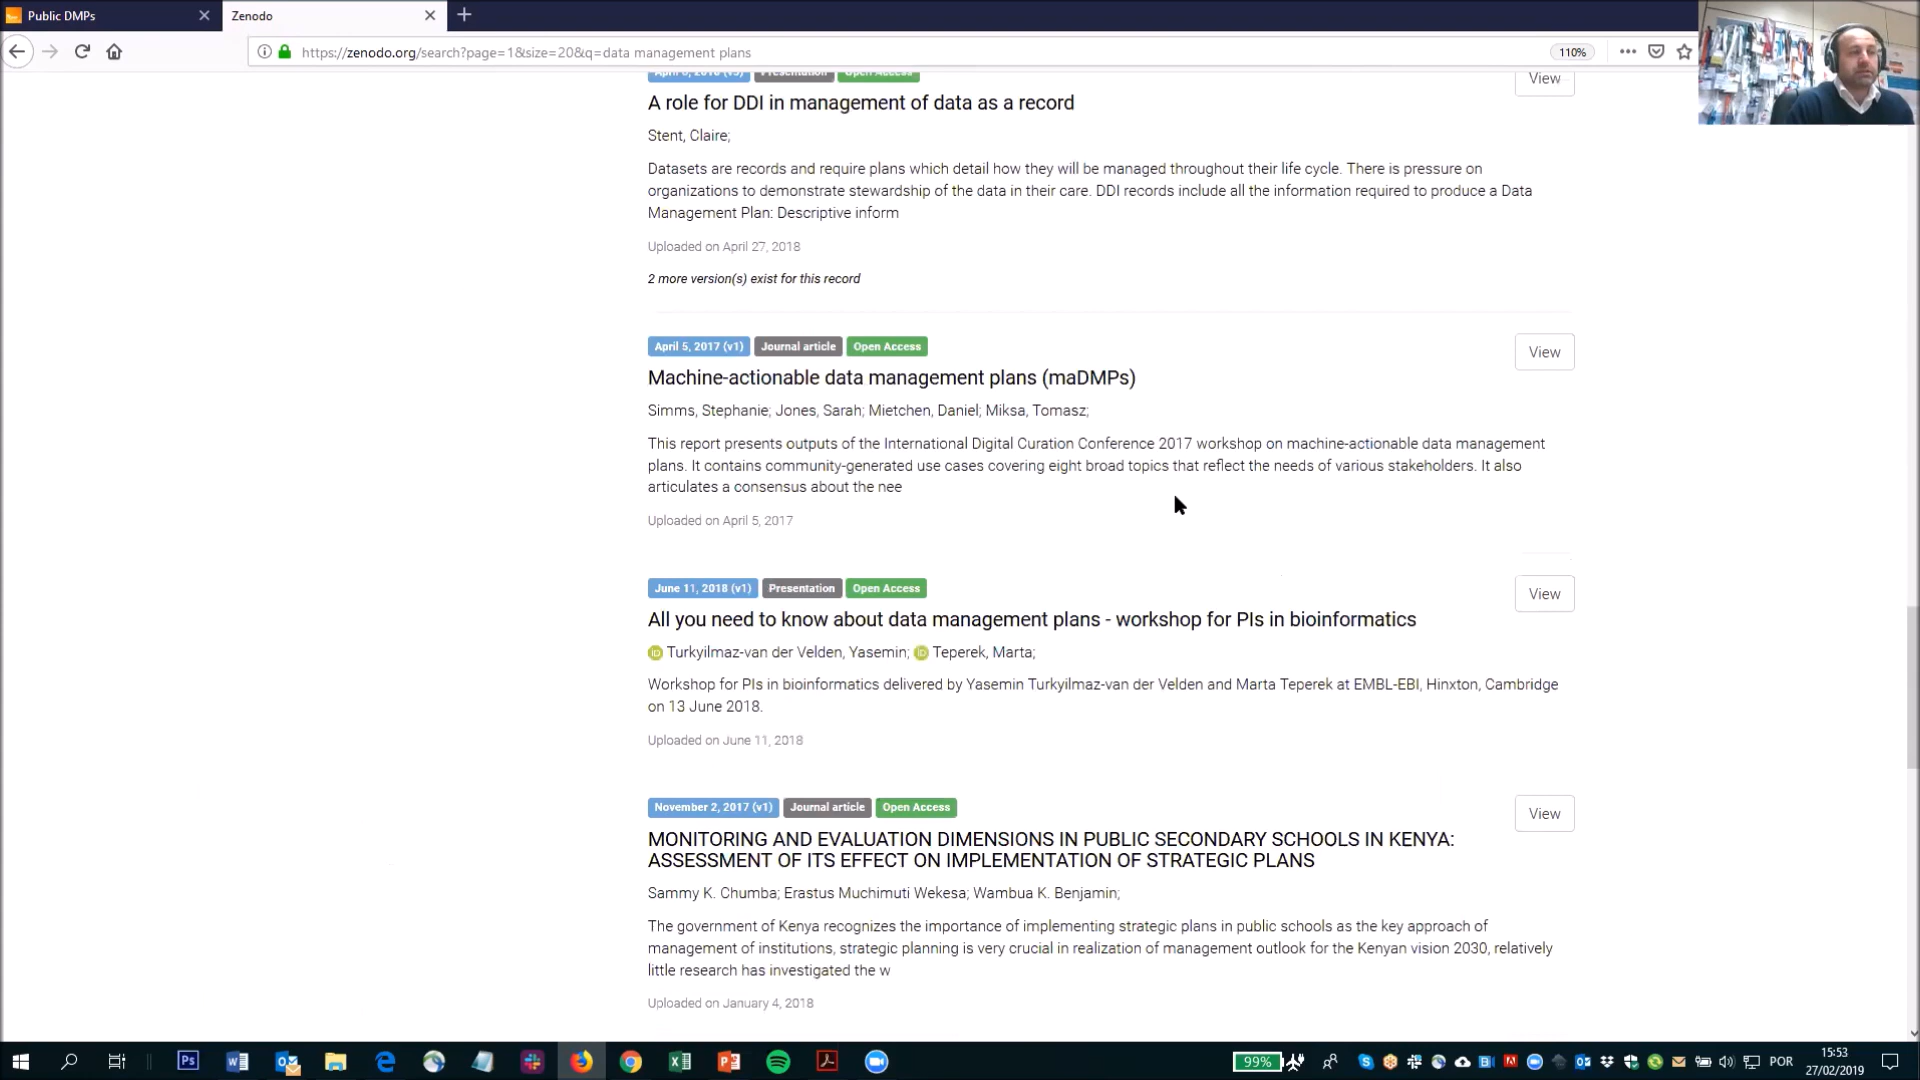 Public DMPs
Zenodo
https://zenodo.org/search?page=1&size=20&q=data management plans
110%
April 6, 2018 (v3) Presentation Open Access
View
A role for DDI in management of data as a record
Stent, Claire;
Datasets are records and require plans which detail how they will be managed throughout their life cycle. There is pressure on
organizations to demonstrate stewardship of the data in their care. DDI records include all the information required to produce a Data
Management Plan: Descriptive inform
Uploaded on April 27, 2018
2 more version(s) exist for this record
April 5, 2017 (v1) Journal article Open Access
View
Machine-actionable data management plans (maDMPs)
Simms, Stephanie; Jones, Sarah; Mietchen, Daniel; Miksa, Tomasz;
This report presents outputs of the International Digital Curation Conference 2017 workshop on machine-actionable data management
plans. It contains community-generated use cases covering eight broad topics that reflect the needs of various stakeholders. It also
articulates a consensus about the nee
Uploaded on April 5, 2017
June 11, 2018 (v1) Presentation Open Access
View
All you need to know about data management plans - workshop for PIs in bioinformatics
Turkyilmaz-van der Velden, Yasemin; Teperek, Marta;
Workshop for PIs in bioinformatics delivered by Yasemin Turkyilmaz-van der Velden and Marta Teperek at EMBL-EBI, Hinxton, Cambridge
on 13 June 2018.
Uploaded on June 11, 2018
November 2, 2017 (v1) Journal article Open Access
View
MONITORING AND EVALUATION DIMENSIONS IN PUBLIC SECONDARY SCHOOLS IN KENYA:
ASSESSMENT OF ITS EFFECT ON IMPLEMENTATION OF STRATEGIC PLANS
Sammy K. Chumba; Erastus Muchimuti Wekesa; Wambua K. Benjamin;
The government of Kenya recognizes the importance of implementing strategic plans in public schools as the key approach of
management of institutions, strategic planning is very crucial in realization of management outlook for the Kenyan vision 2030, relatively
little research has investigated the w
Uploaded on January 4, 2018
99%
POR
15:53
27/02/2019